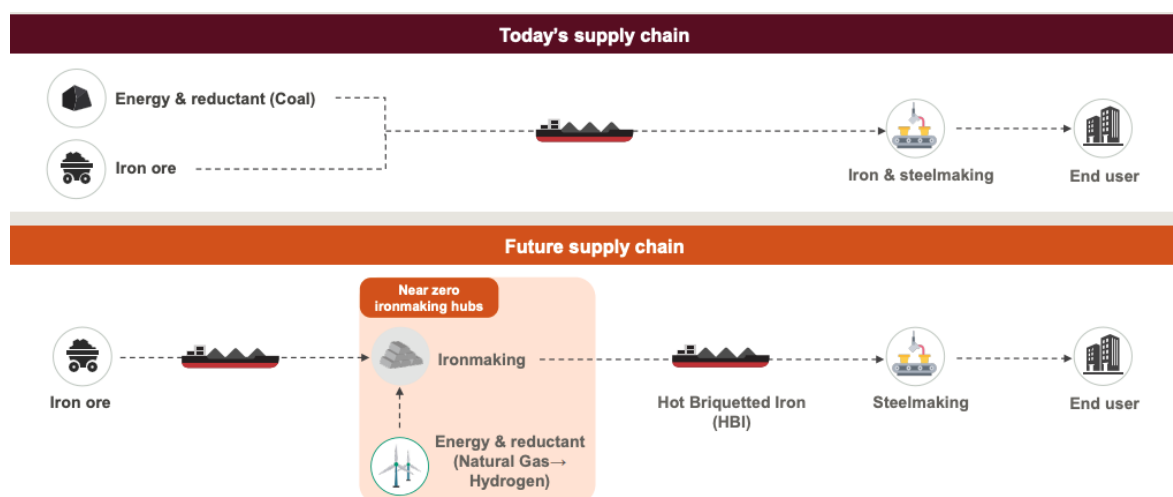 Today's supply chain
Energy & reductant (Coal)
Iron ore
Iron & steelmaking
End user
Future supply chain
Near zero
ironmaking hubs
Ironmaking
Iron ore
Hot Briquetted Iron
(HBI)
Steelmaking
End user
Energy & reductant
(Natural Gas→
Hydrogen)